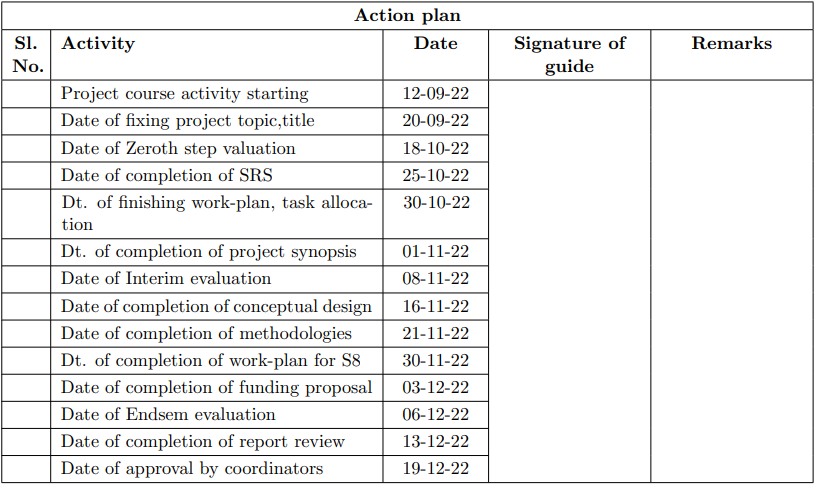 Action plan
Sl. No. Activity Date Signature of guide Remarks
Project course activity starting 12-09-22
Date of fixing project topic,title 20-09-22
Date of Zeroth step valuation 18-10-22
Date of completion of SRS 25-10-22
Dt. of finishing work-plan, task alloca- 30-10-22
tion
Dt. of completion of project synopsis 01-11-22
Date of Interim evaluation 08-11-22
Date of completion of conceptual design 16-11-22
Date of completion of methodologies 21-11-22
Dt. of completion of work-plan for S8 30-11-22
Date of completion of funding proposal 03-12-22
Date of Endsem evaluation 06-12-22
Date of completion of report review 13-12-22
Date of approval by coordinators 19-12-22